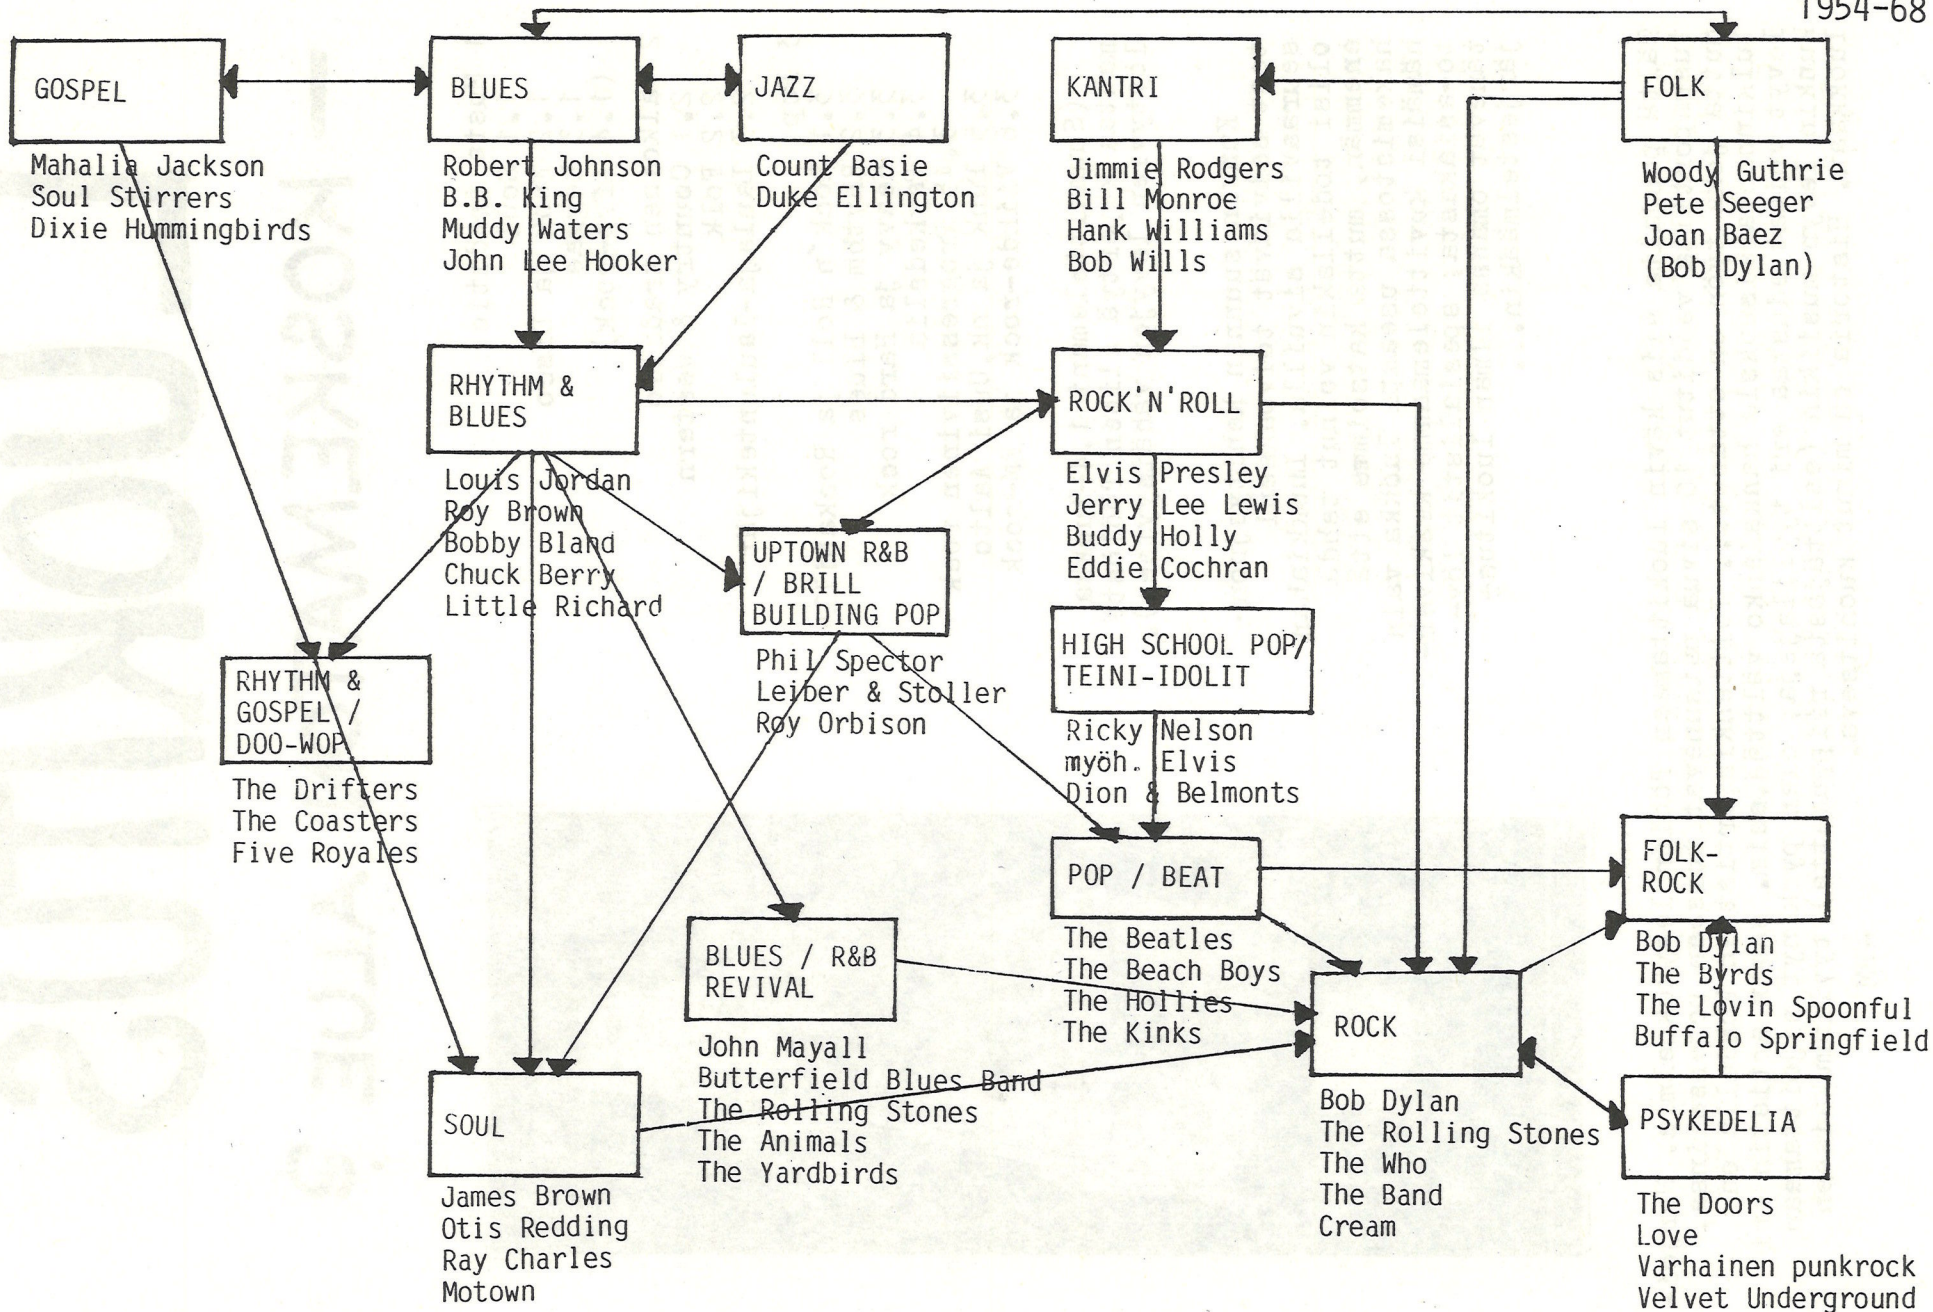 1954-68
GOSPEL
Mahalia Jackson
Soul Stirrers
Dixie Hummingbirds
BLUES
Robert Johnson
B.B. King
Muddy Waters
John Lee Hooker
JAZZ
Count Basie
Duke Ellington
KANTRI
Jimmie Rodgers
Bill Monroe
Hank Williams
Bob Wills
FOLK
Woody Guthrie
Pete Seeger
Joan Baez
(Bob Dylan)
RHYTHM &
BLUES
Louis Jordan
Roy Brown
Bobby Bland
Chuck Berry
Little Richard
ROCK'N'ROLL
Elvis Presley
Jerry Lee Lewis
Buddy Holly
Eddie Cochran
UPTOWN R&B
/ BRILL
BUILDING POP
Phil Spector
Leiber & Stoller
Roy Orbison
HIGH SCHOOL POP/
TEINI-IDOLIT
Ricky Nelson
myöh. Elvis
Dion & Belmonts
RHYTHM &
GOSPEL /
DOO-WOP
The Drifters
The Coasters
Five Royales
POP / BEAT
The Beatles
The Beach Boys
The Hollies
The Kinks
FOLK-
ROCK
Bob Dylan
The Byrds
The Lovin Spoonful
Buffalo Springfield
BLUES / R&B
REVIVAL
John Mayall
Butterfield Blues Band
The Rolling Stones
The Animals
The Yardbirds
ROCK
Bob Dylan
The Rolling Stones
The Who
The Band
Cream
SOUL
James Brown
Otis Redding
Ray Charles
Motown
PSYKEDELIA
The Doors
Love
Varhainen punkrock
Velvet Underground